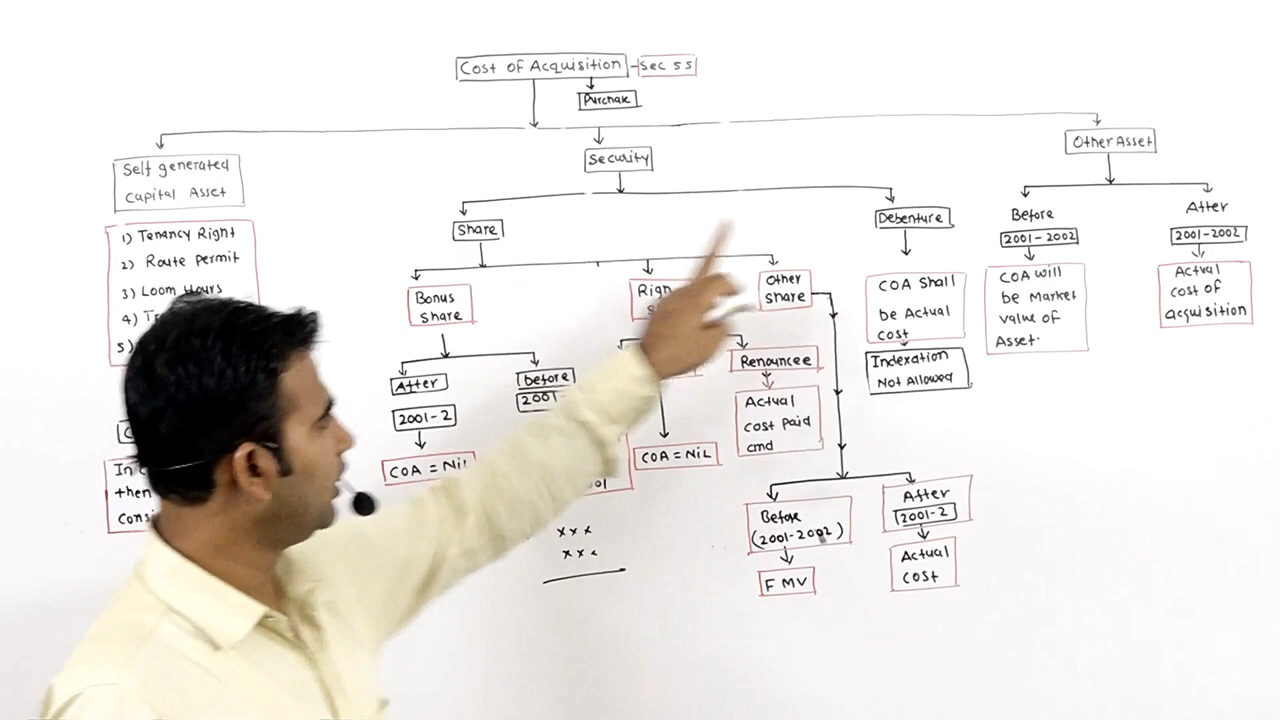 Cost of Acquisition - Sec 55
Purchase
Self generated
Capital Asset
1) Tenancy Right
2) Route permit
3) Loom Hours
4)
5)
Security
Share
Bonus
Share
After
2001-2
COA = Nil
before
2001-
xxx
xxx
COA = NiL
Renouncee
Actual
cost paid
Other
share
Before
(2001-2002)
FMV
After
2001-2
Actual
cost
Debenture
COA Shall
be Actual
cost
Indexation
Not Allowed
Other Asset
Before
2001-2002
COA will
be Market
value of
Asset.
After
2001-2002
Actual
cost of
acquisition
In
then